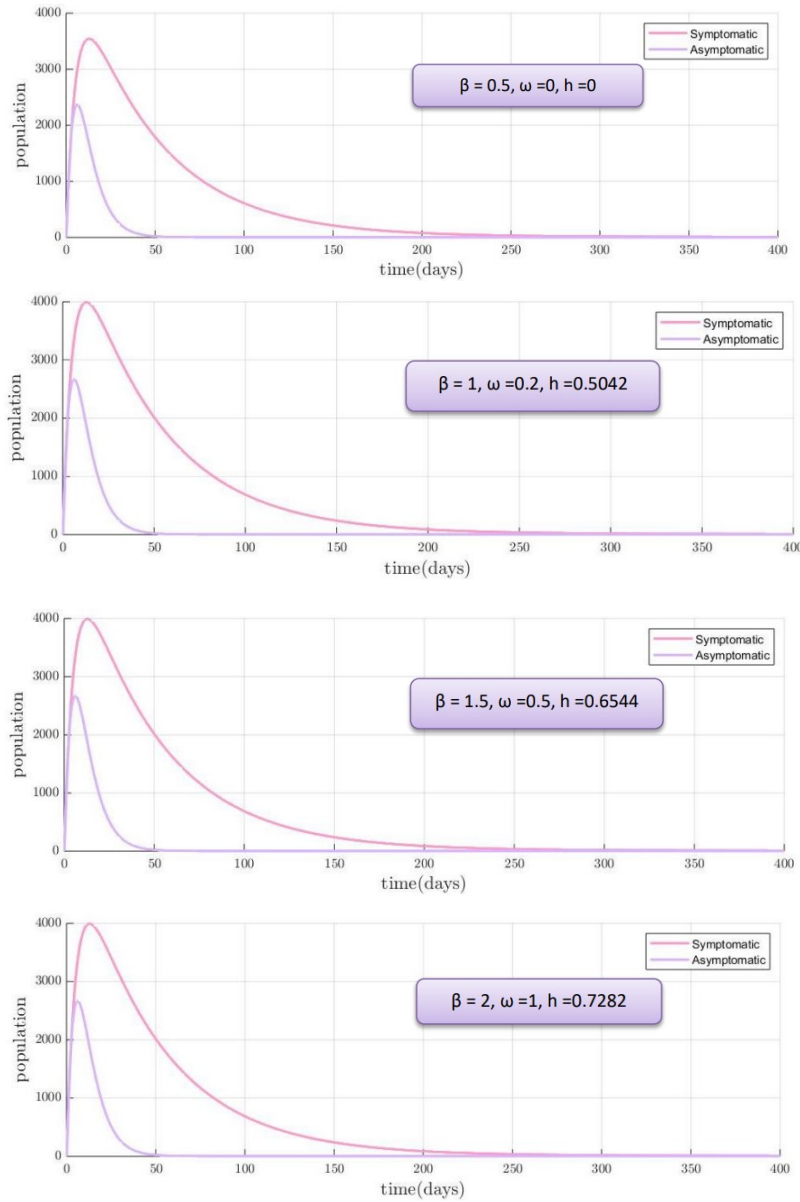 4000
3000
2000
1000
0
population
Symptomatic
Asymptomatic
β = 0.5, ω =0, h =0
0 50 100 150 200 250 300 350 400
time(days)
4000
3000
2000
1000
0
population
Symptomatic
Asymptomatic
β = 1, ω =0.2, h =0.5042
0 50 100 150 200 250 300 350 400
time(days)
4000
3000
2000
1000
0
population
Symptomatic
Asymptomatic
β = 1.5, ω =0.5, h =0.6544
0 50 100 150 200 250 300 350 400
time(days)
4000
3000
2000
1000
0
population
Symptomatic
Asymptomatic
β = 2, ω =1, h =0.7282
0 50 100 150 200 250 300 350 400
time(days)